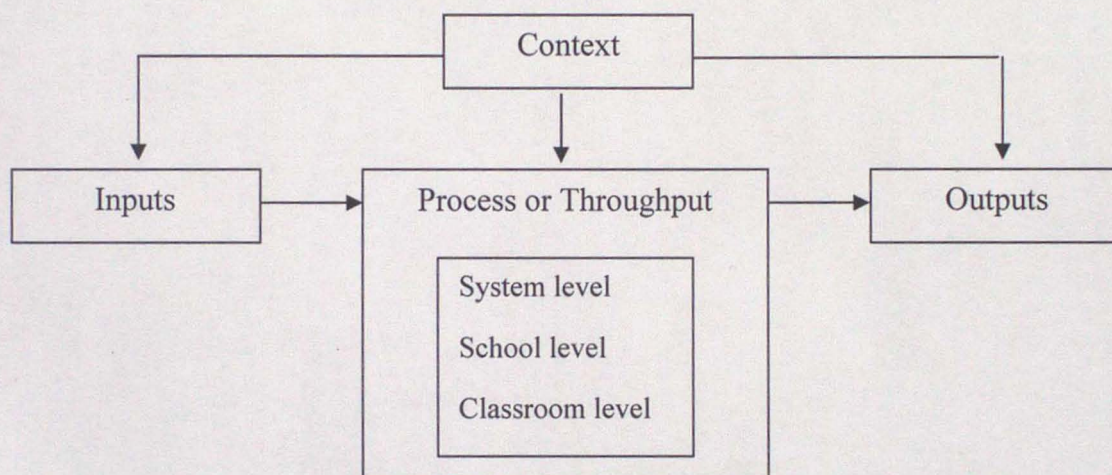 Context
Inputs
Process or Throughput
Outputs
System level
School level
Classroom level